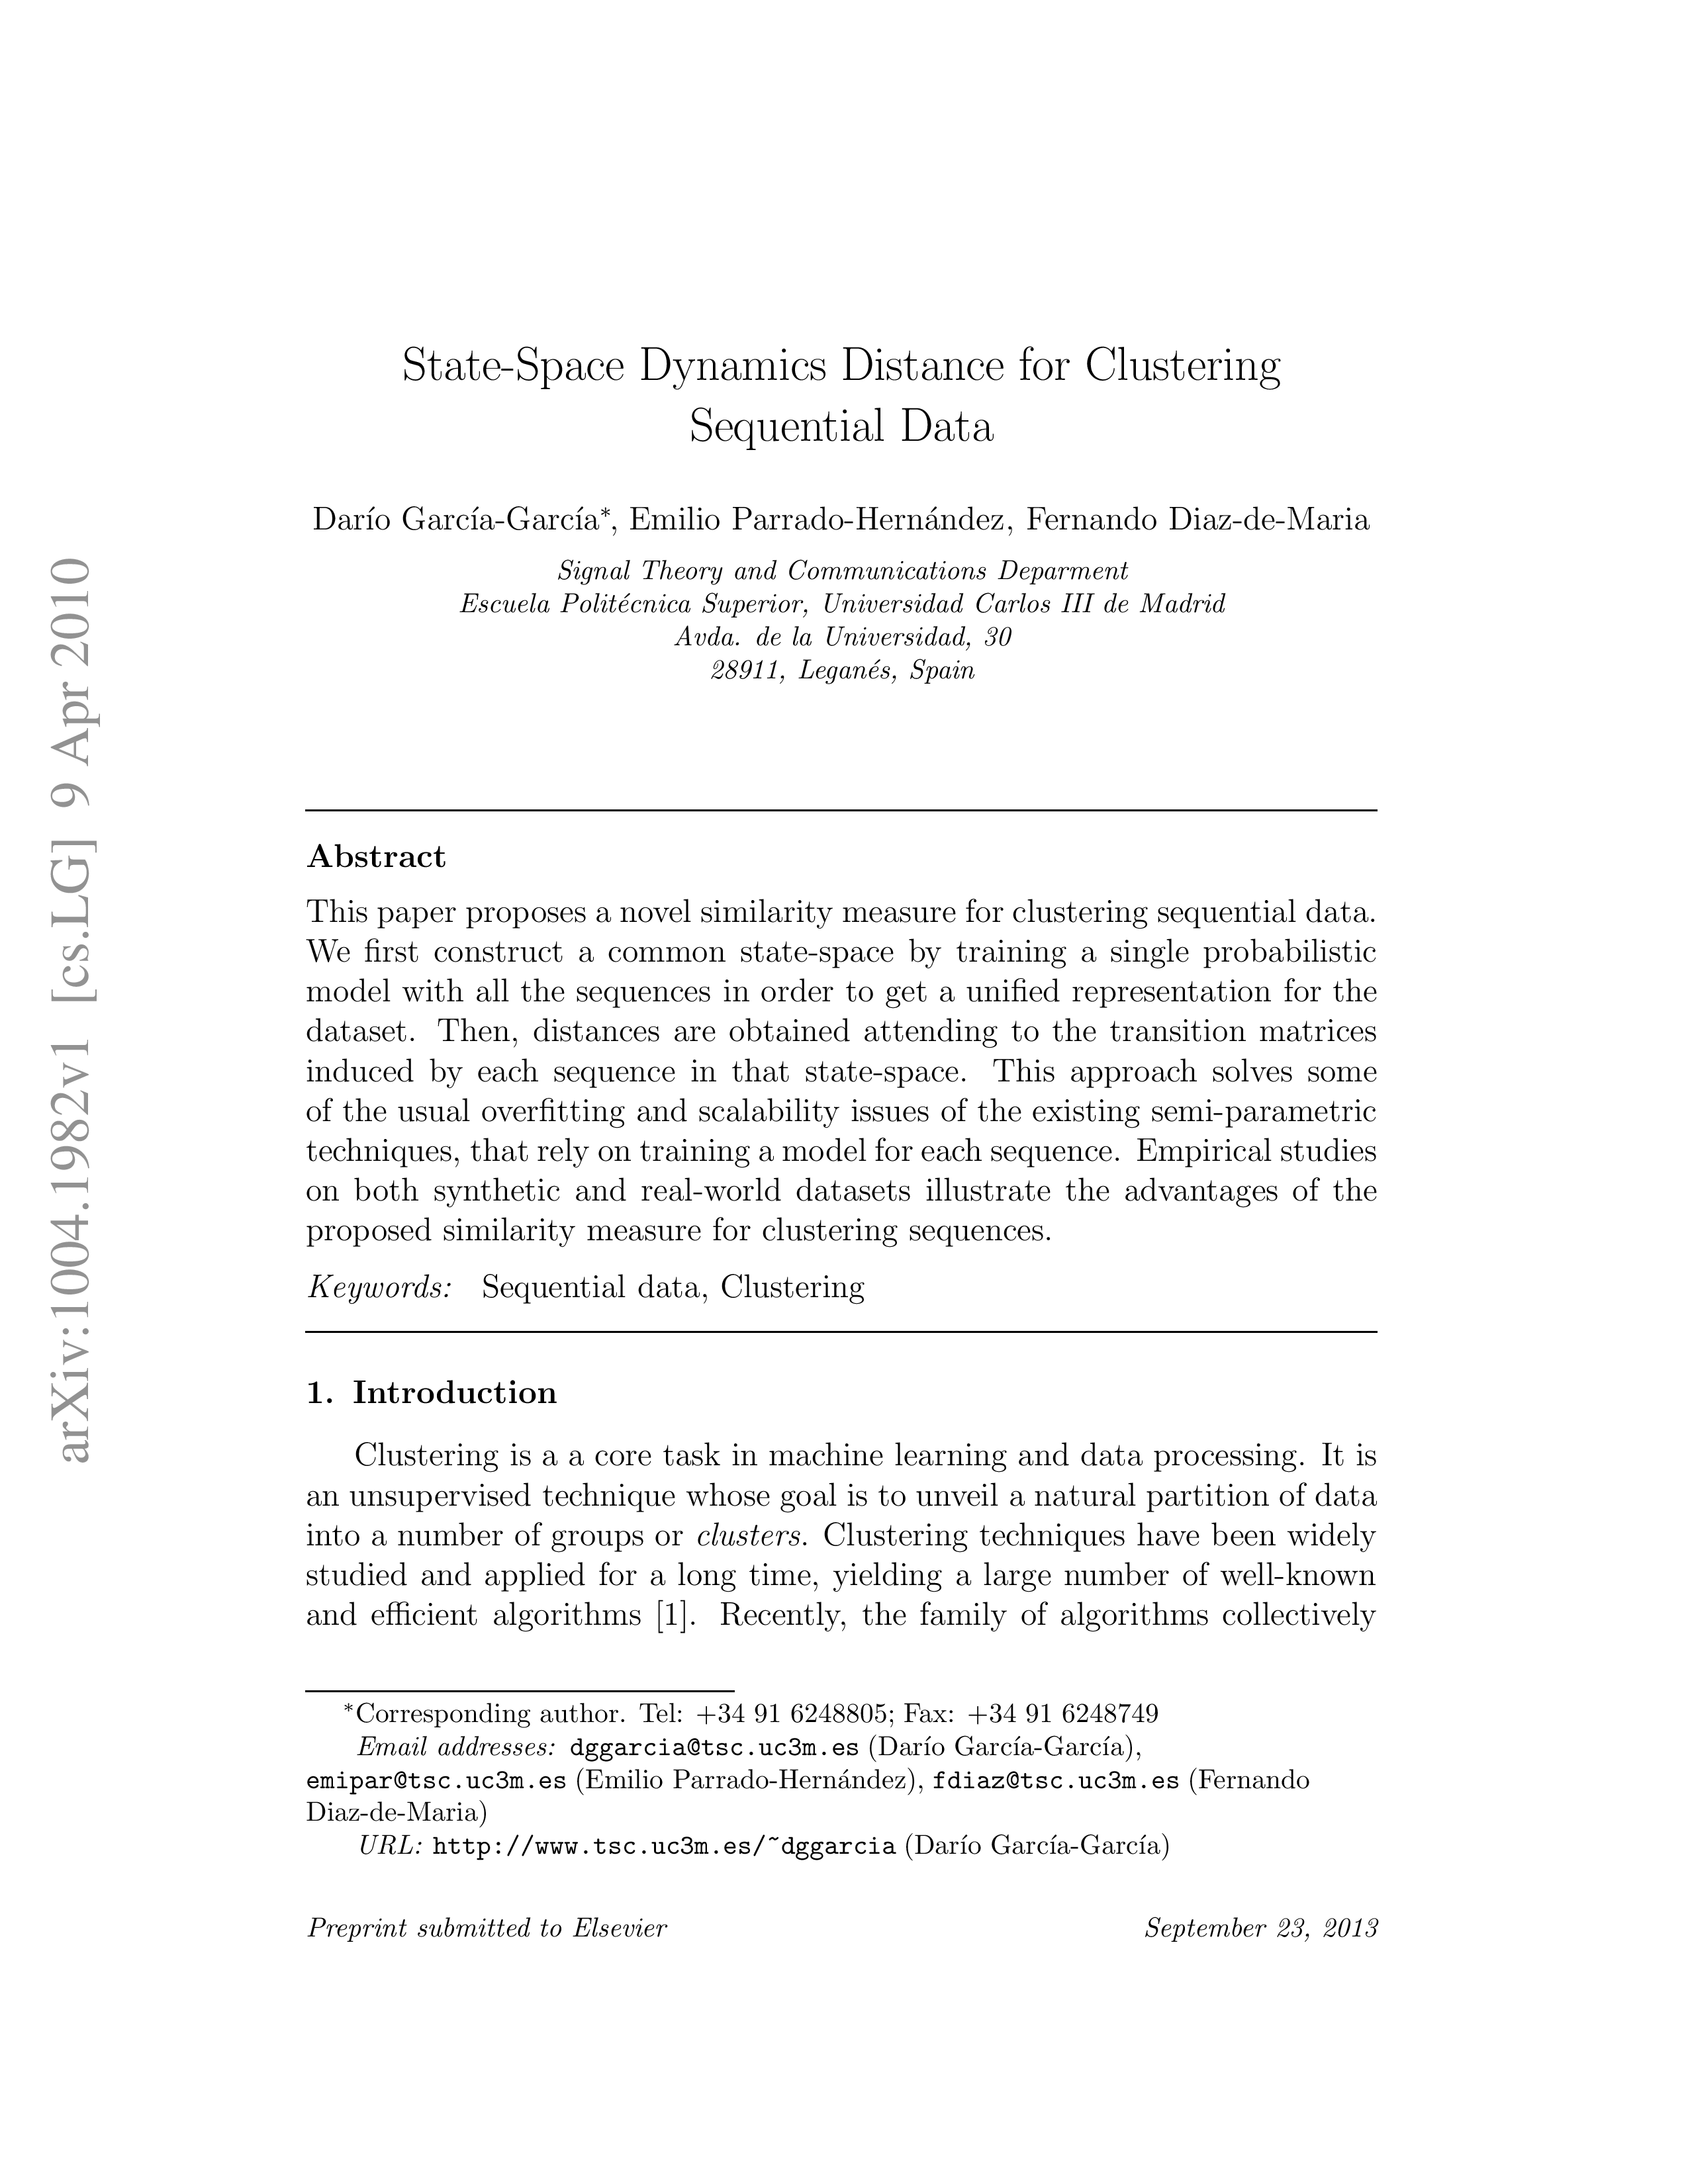 arXiv:1004.1982v1 [cs.LG] 9 Apr 2010
State-Space Dynamics Distance for Clustering
Sequential Data
Darío García-García*, Emilio Parrado-Hernández, Fernando Diaz-de-Maria
Signal Theory and Communications Deparment
Escuela Politécnica Superior, Universidad Carlos III de Madrid
Avda. de la Universidad, 30
28911, Leganés, Spain
Abstract
This paper proposes a novel similarity measure for clustering sequential data.
We first construct a common state-space by training a single probabilistic
model with all the sequences in order to get a unified representation for the
dataset. Then, distances are obtained attending to the transition matrices
induced by each sequence in that state-space. This approach solves some
of the usual overfitting and scalability issues of the existing semi-parametric
techniques, that rely on training a model for each sequence. Empirical studies
on both synthetic and real-world datasets illustrate the advantages of the
proposed similarity measure for clustering sequences.
Keywords: Sequential data, Clustering
1. Introduction
Clustering is a a core task in machine learning and data processing. It is
an unsupervised technique whose goal is to unveil a natural partition of data
into a number of groups or clusters. Clustering techniques have been widely
studied and applied for a long time, yielding a large number of well-known
and efficient algorithms [1]. Recently, the family of algorithms collectively
*Corresponding author. Tel: +34 91 6248805; Fax: +34 91 6248749
Email addresses: dggarcia@tsc.uc3m.es (Darío García-García),
emipar@tsc.uc3m.es (Emilio Parrado-Hernández), fdiaz@tsc.uc3m.es (Fernando
Diaz-de-Maria)
URL: http://www.tsc.uc3m.es/~dggarcia (Darío García-García)
Preprint submitted to Elsevier September 23, 2013